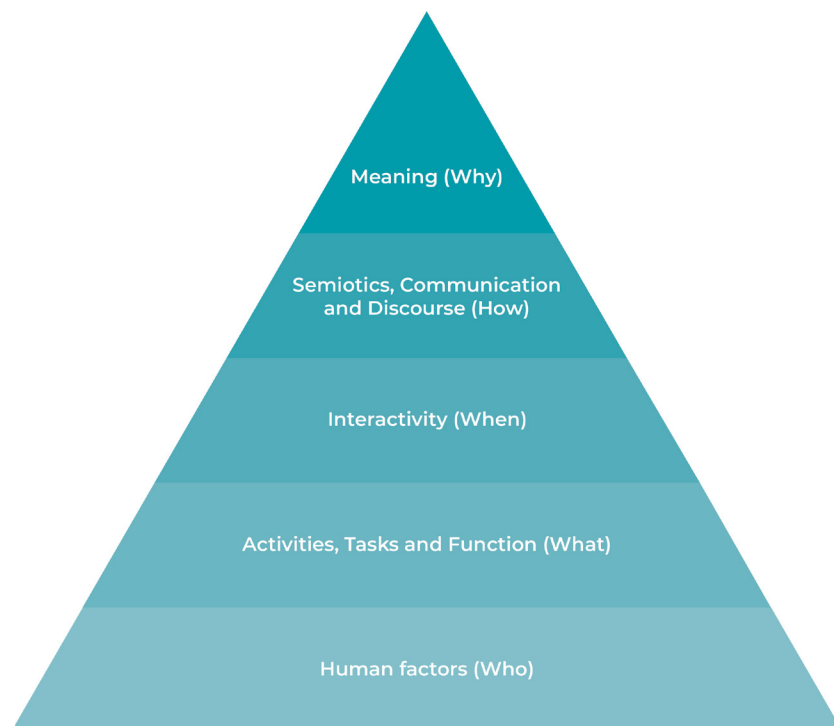 Meaning (Why)
Semiotics, Communication
and Discourse (How)
Interactivity (When)
Activities, Tasks and Function (What)
Human factors (Who)